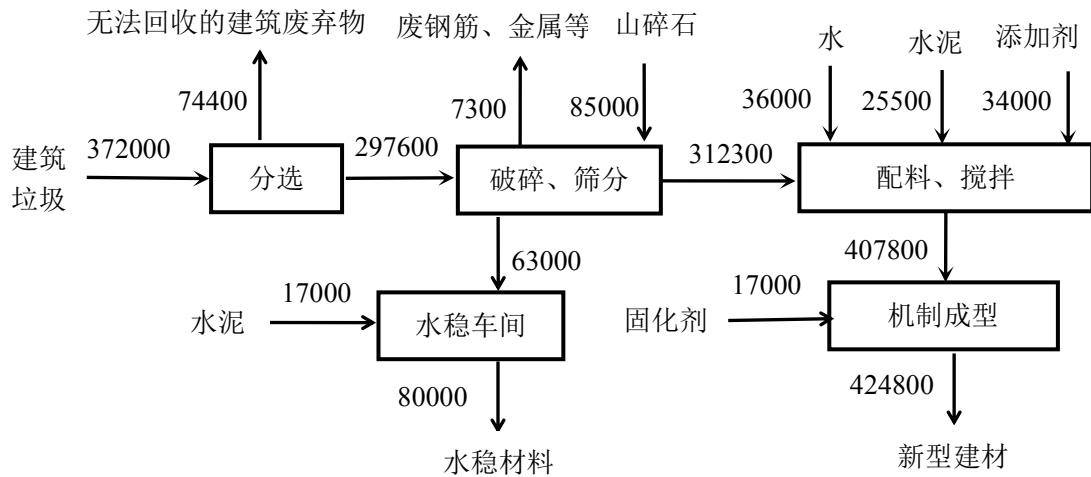 无法回收的建筑废弃物
废钢筋、金属等
山碎石
水
水泥
添加剂
74400
7300
85000
36000
25500
34000
建筑
垃圾
372000
分选
297600
破碎、筛分
312300
配料、搅拌
63000
407800
水泥
17000
水稳车间
固化剂
17000
机制成型
80000
424800
水稳材料
新型建材